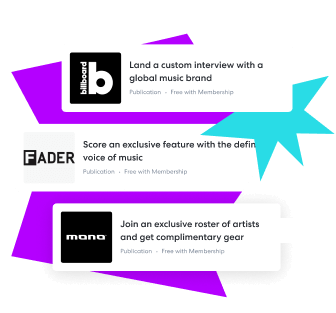 billboard
b
Land a custom interview with a
global music brand
Publication • Free with Membership
FADER
Score an exclusive feature with the defin
voice of music
Publication • Free with Membership
mono
Join an exclusive roster of artists
and get complimentary gear
Publication • Free with Membership